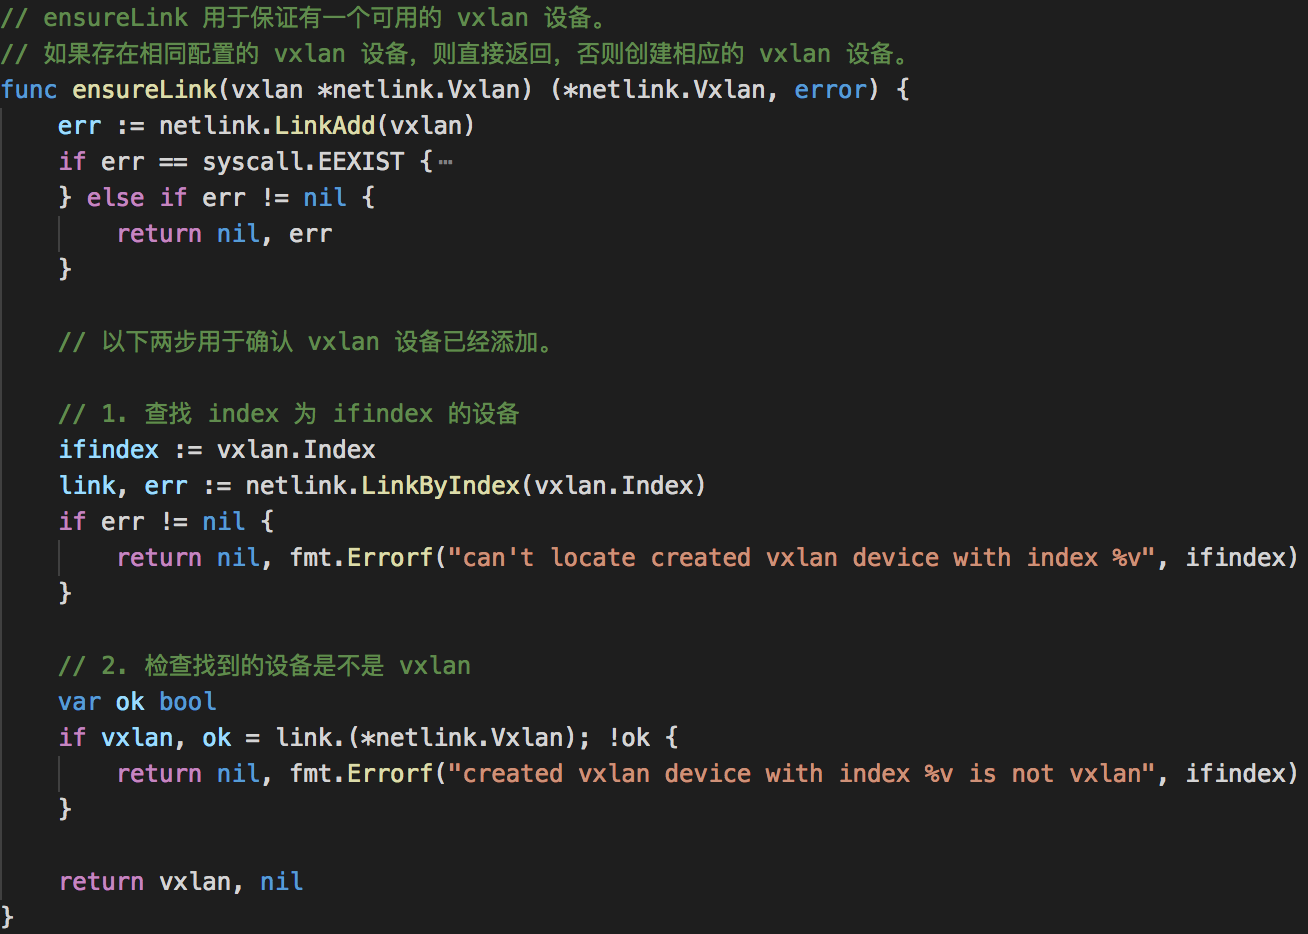 // ensureLink 用于保证有一个可用的 vxlan 设备。
// 如果存在相同配置的 vxlan 设备，则直接返回，否则创建相应的 vxlan 设备。
func ensureLink(vxlan *netlink.Vxlan) (*netlink.Vxlan, error) {
    err := netlink.LinkAdd(vxlan)
    if err == syscall.EEXIST {⋯
    } else if err != nil {
        return nil, err
    }

    // 以下两步用于确认 vxlan 设备已经添加。

    // 1. 查找 index 为 ifindex 的设备
    ifindex := vxlan.Index
    link, err := netlink.LinkByIndex(vxlan.Index)
    if err != nil {
        return nil, fmt.Errorf("can't locate created vxlan device with index %v", ifindex)
    }

    // 2. 检查找到的设备是不是 vxlan
    var ok bool
    if vxlan, ok = link.(*netlink.Vxlan); !ok {
        return nil, fmt.Errorf("created vxlan device with index %v is not vxlan", ifindex)
    }

    return vxlan, nil
}